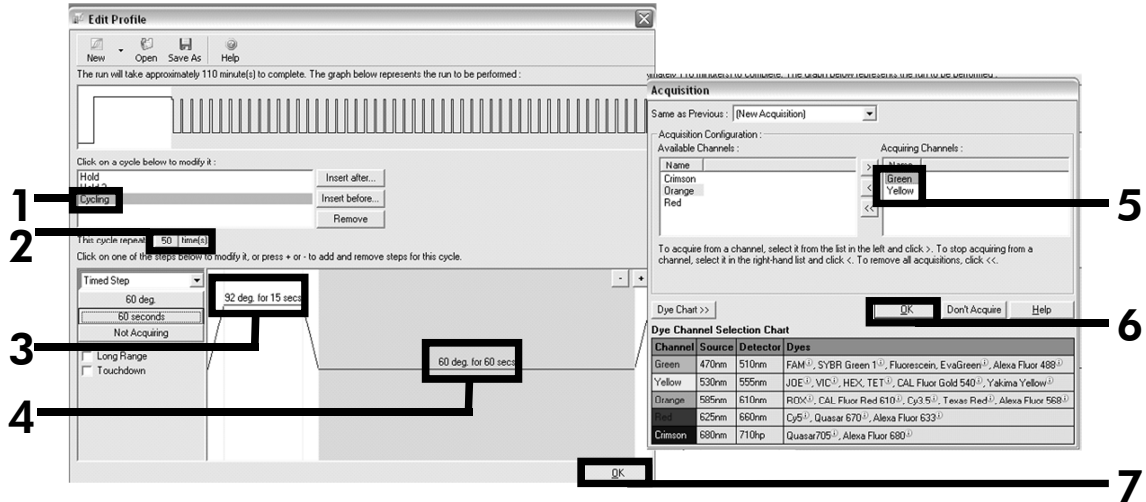 Edit Profile
New Open Save As Help
The run will take approximately 110 minute(s) to complete. The graph below represents the run to be performed :
Click on a cycle below to modify it :
Hold
Cycling
Insert after...
Insert before...
Remove
This cycle repeat 50 time(s)
Click on one of the steps below to modify it, or press + or - to add and remove steps for this cycle.
Timed Step
60 deg.
60 seconds
Not Acquiring
Long Range
Touchdown
- +
92 deg. for 15 secs
60 deg. for 60 secs
OK
Acquisition
Same as Previous : (New Acquisition)
Acquisition Configuration :
Available Channels :
Name
Crimson
Orange
Red
>
<
<<
Acquiring Channels :
Name
Green
Yellow
To acquire from a channel, select it from the list in the left and click >. To stop acquiring from a
channel, select it in the right-hand list and click <. To remove all acquisitions, click <<.
Dye Chart >> OK Don't Acquire Help
Dye Channel Selection Chart
Channel Source Detector Dyes
Green 470nm 510nm FAM, SYBR Green 1, Fluorescein, EvaGreen, Alexa Fluor 488
Yellow 530nm 555nm JOE, VIC, HEX, TET, CAL Fluor Gold 540, Yakima Yellow
Orange 585nm 610nm ROX, CAL Fluor Red 610, Cy3.5, Texas Red, Alexa Fluor 568
Red 625nm 660nm Cy5, Quasar 670, Alexa Fluor 633
Crimson 680nm 710hp Quasar705, Alexa Fluor 680
1
2
3
4
5
6
7